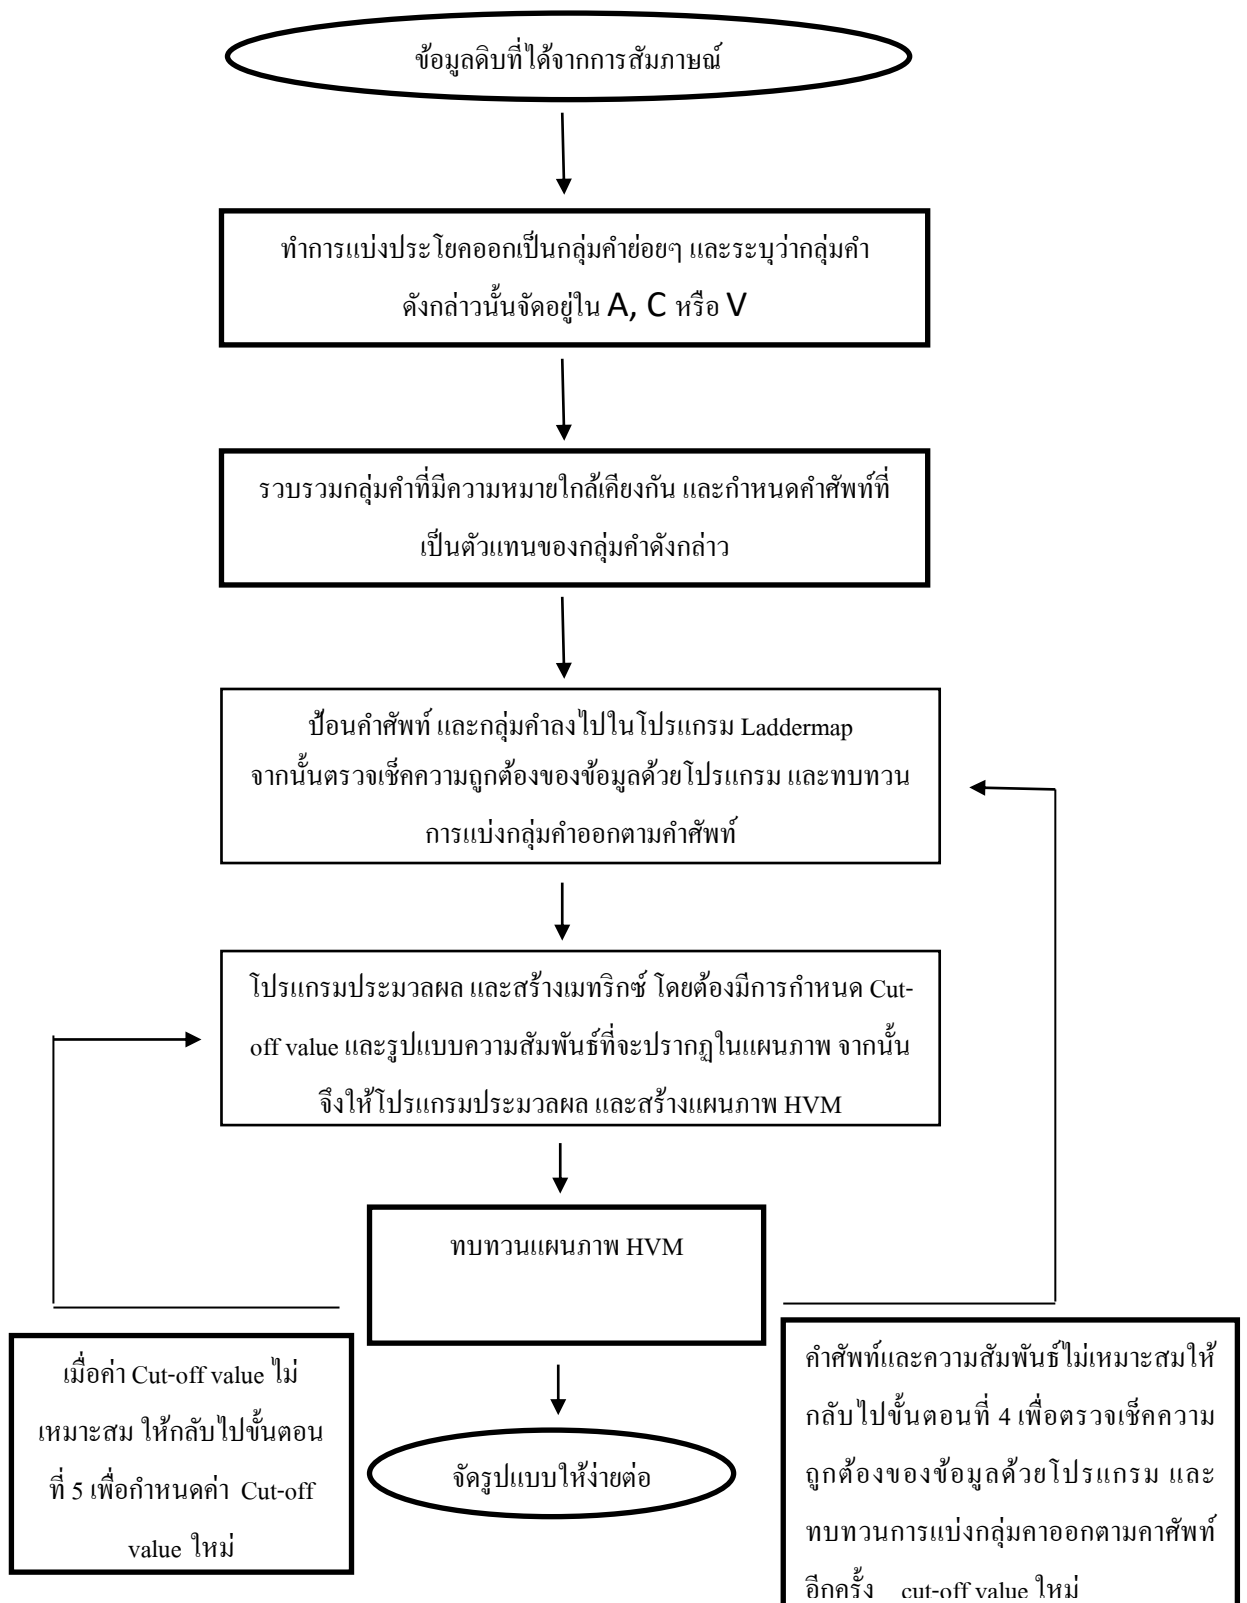 ข้อมูลดิบที่ได้จากการสัมภาษณ์
ทำการแบ่งประโยคออกเป็นกลุ่มคำย่อยๆ และระบุว่ากลุ่มคำ
ดังกล่าวนั้นจัดอยู่ใน A, C หรือ V
รวบรวมกลุ่มคำที่มีความหมายใกล้เคียงกัน และกำหนดคำศัพท์ที่
เป็นตัวแทนของกลุ่มคำดังกล่าว
ป้อนคำศัพท์ และกลุ่มคำลงไปในโปรแกรม Laddermap
จากนั้นตรวจเช็คความถูกต้องของข้อมูลด้วยโปรแกรม และทบทวน
การแบ่งกลุ่มคำออกตามคำศัพท์
โปรแกรมประมวลผล และสร้างเมทริกซ์ โดยต้องมีการกำหนด Cut-
off value และรูปแบบความสัมพันธ์ที่จะปรากฏในแผนภาพ จากนั้น
จึงให้โปรแกรมประมวลผล และสร้างแผนภาพ HVM
ทบทวนแผนภาพ HVM
เมื่อค่า Cut-off value ไม่
เหมาะสม ให้กลับไปขั้นตอน
ที่ 5 เพื่อกำหนดค่า Cut-off
value ใหม่
จัดรูปแบบให้ง่ายต่อ
คำศัพท์และความสัมพันธ์ไม่เหมาะสมให้
กลับไปขั้นตอนที่ 4 เพื่อตรวจเช็คความ
ถูกต้องของข้อมูลด้วยโปรแกรม และ
ทบทวนการแบ่งกลุ่มคาออกตามคาศัพท์
อีกครั้ง cut-off value ใหม่